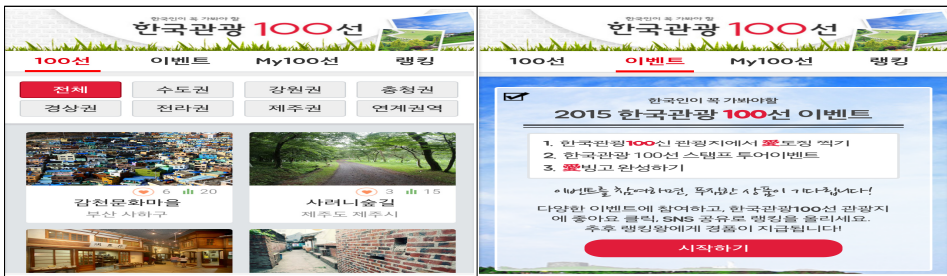 한국인이 꼭 가봐야 할
한국관광 100선
100선 이벤트 My100선 랭킹
전체 수도권 강원권 충청권
경상권 전라권 제주권 연계권역
6 20
감천문화마을
부산 사하구
3 15
사려니숲길
제주도 제주시
한국인이 꼭 가봐야 할
한국관광 100선
100선 이벤트 My100선 랭킹
한국인이 꼭 가봐야할
2015 한국관광 100선 이벤트
1. 한국관광100선 관광지에서 愛도장 찍기
2. 한국관광 100선 스탬프 투어이벤트
3. 愛빙고 완성하기
이벤트를 참여하면, 푸짐한 상품이 기다립니다!
다양한 이벤트에 참여하고, 한국관광100선 관광지
에 좋아요 클릭, SNS 공유로 랭킹을 올리세요.
추후 랭킹왕에게 경품이 지급됩니다!
시작하기